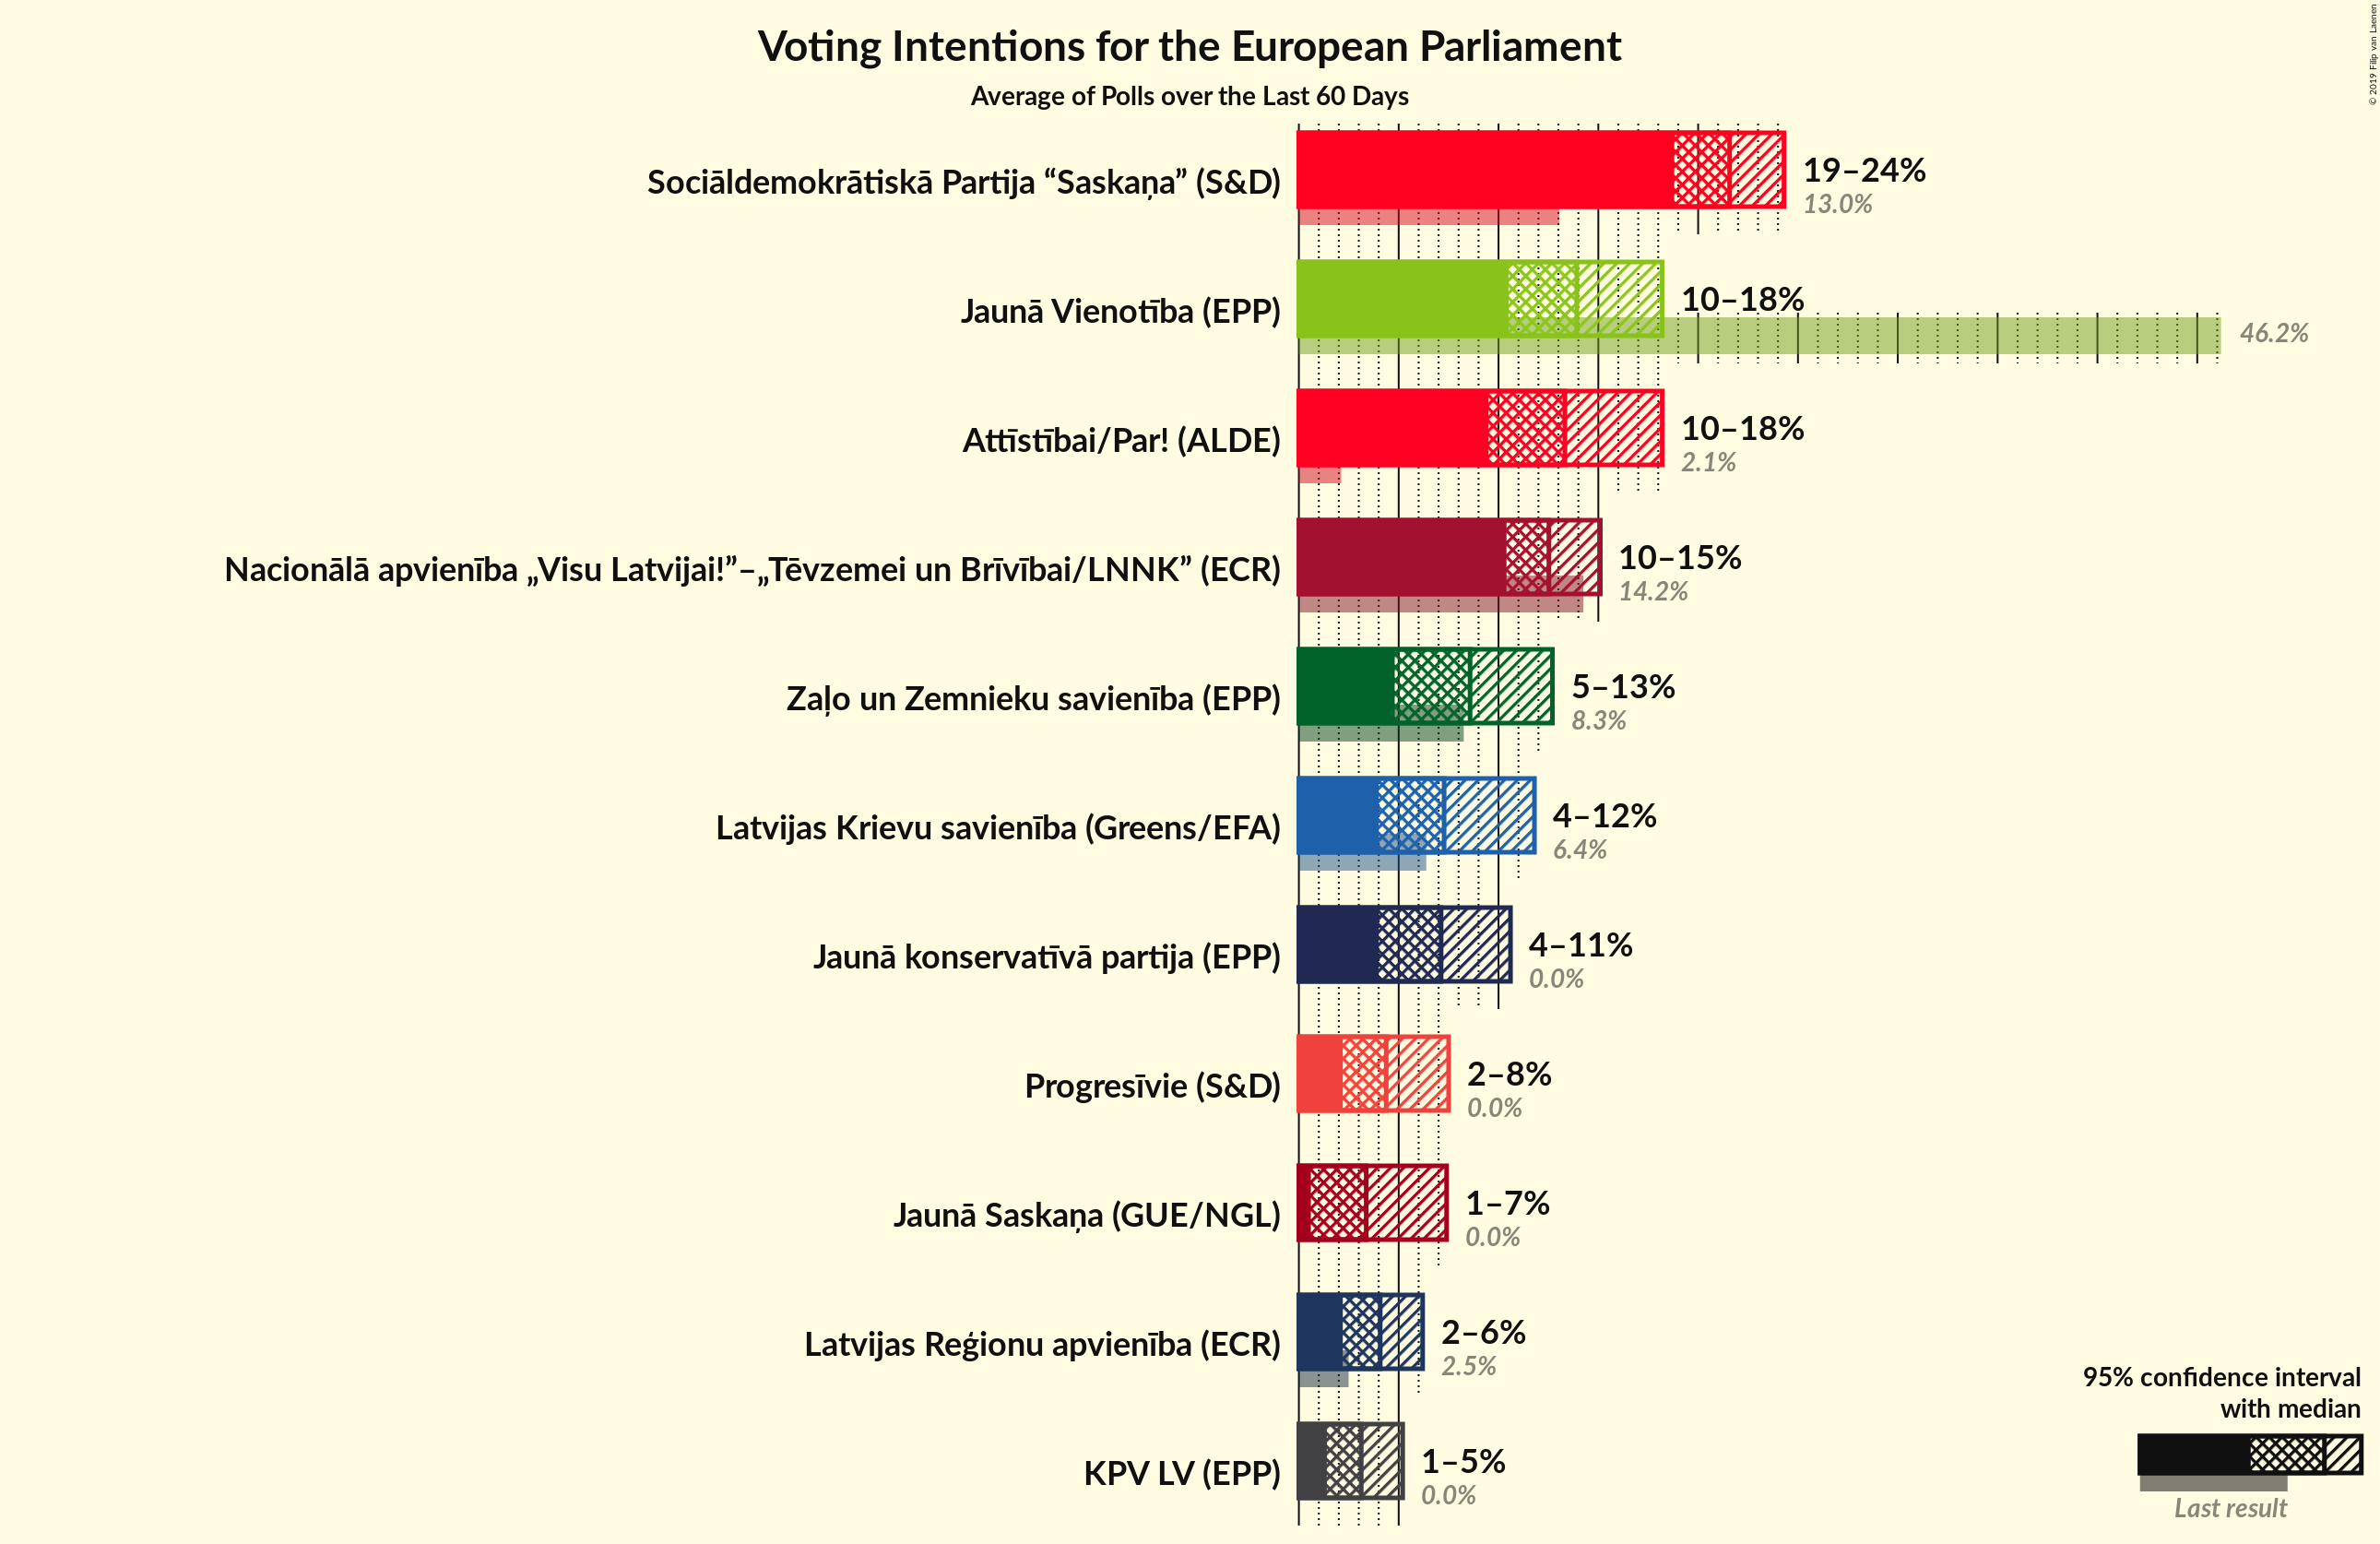 Voting Intentions for the European Parliament
Average of Polls over the Last 60 Days
© 2019 Filip van Laenen
Sociāldemokrātiskā Partija “Saskaņa” (S&D)
19–24%
13.0%
Jaunā Vienotība (EPP)
10–18%
46.2%
Attīstībai/Par! (ALDE)
10–18%
2.1%
Nacionālā apvienība „Visu Latvijai!”–„Tēvzemei un Brīvībai/LNNK” (ECR)
10–15%
14.2%
Zaļo un Zemnieku savienība (EPP)
5–13%
8.3%
Latvijas Krievu savienība (Greens/EFA)
4–12%
6.4%
Jaunā konservatīvā partija (EPP)
4–11%
0.0%
Progresīvie (S&D)
2–8%
0.0%
Jaunā Saskaņa (GUE/NGL)
1–7%
0.0%
Latvijas Reģionu apvienība (ECR)
2–6%
2.5%
KPV LV (EPP)
1–5%
0.0%
95% confidence interval
with median
Last result